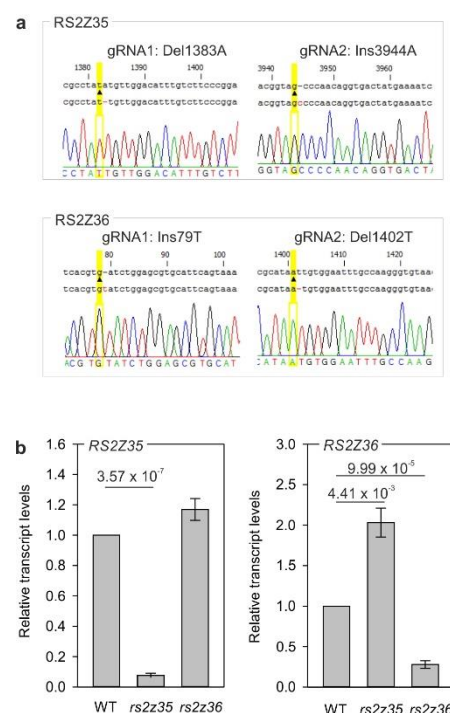 a
RS2Z35
gRNA1: Del1383A
gRNA2: Ins3944A
1380 1390 1400
3940 3950 3960
cgcctatatgttggacatttgtcttcccgga
acggtag-cccaacaggtgactatgaaaatc
cgcctat-tgttggacatttgtcttcccgga
acggtagccccaacaggtgactatgaaaatc
CCTATTGTTGGACATTTGTCTT
GGTAGCCCCAACAGGTGACTA
RS2Z36
gRNA1: Ins79T
gRNA2: Del1402T
80 90 100
1400 1410 1420
tcacgtg-atctggagcgtgcattcagtaaa
cgcataattgtggaatttgccaagggtgtaa
tcacgtgtatctggagcgtgcattcagtaaa
cgcataa-tgtggaatttgccaagggtgtaa
ACGTGTATCTGGAGCGTGCAT
CATAATGTGGAATTTGCCAAG
b
RS2Z35
RS2Z36
Relative transcript levels
1.6
1.4
1.2
1.0
0.8
0.6
0.4
0.2
0.0
3.57 x 10-7
WT rs2z35 rs2z36
Relative transcript levels
3.0
2.5
2.0
1.5
1.0
0.5
0.0
9.99 x 10-5
4.41 x 10-3
WT rs2z35 rs2z36